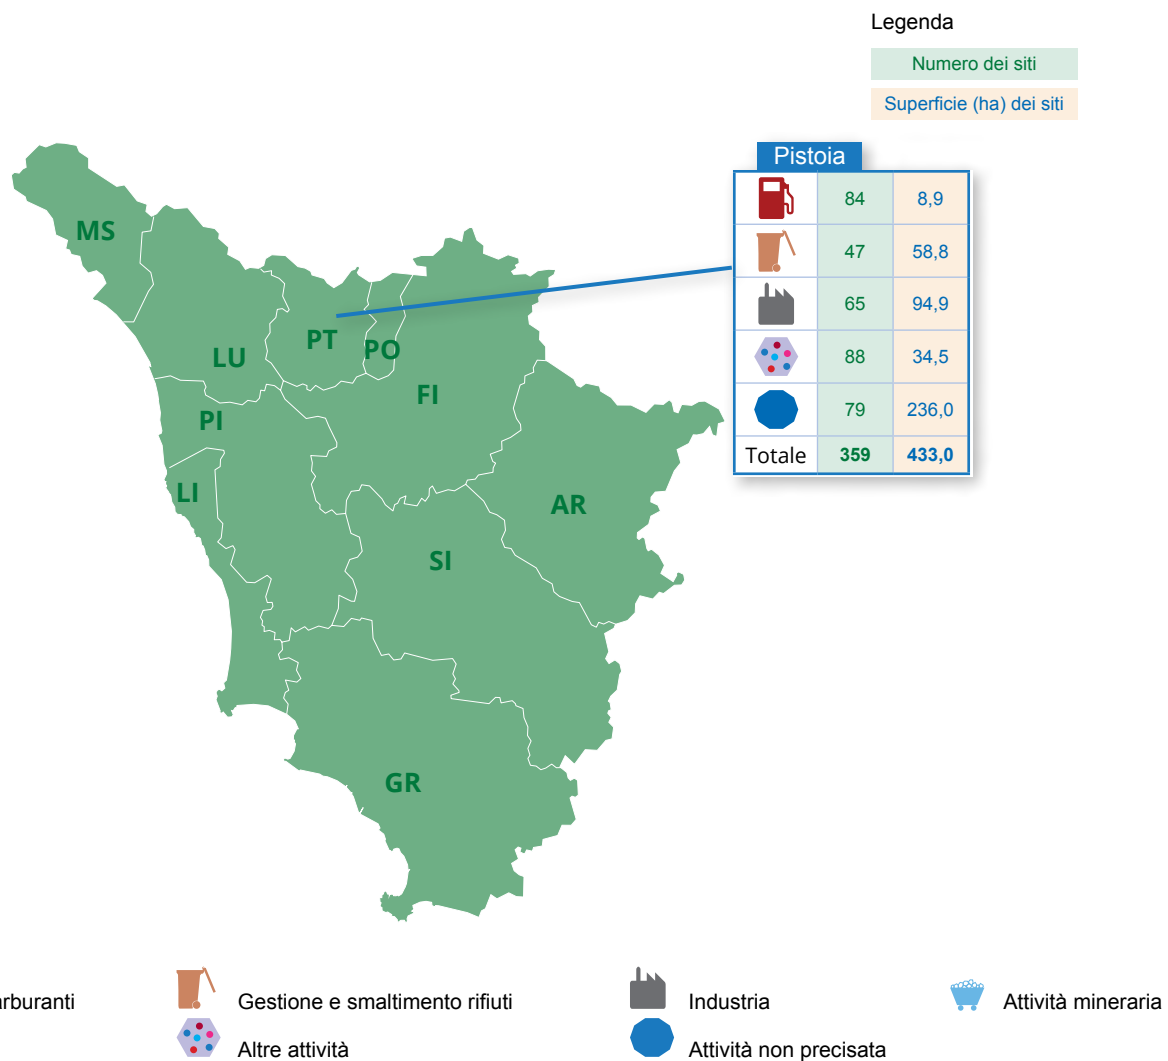 Legenda
Numero dei siti
Superficie (ha) dei siti
Pistoia
84 8,9
47 58,8
65 94,9
88 34,5
79 236,0
Totale 359 433,0
MS
LU
PT
PO
FI
PI
LI
AR
SI
GR
arburanti
Gestione e smaltimento rifiuti
Industria
Attività mineraria
Altre attività
Attività non precisata